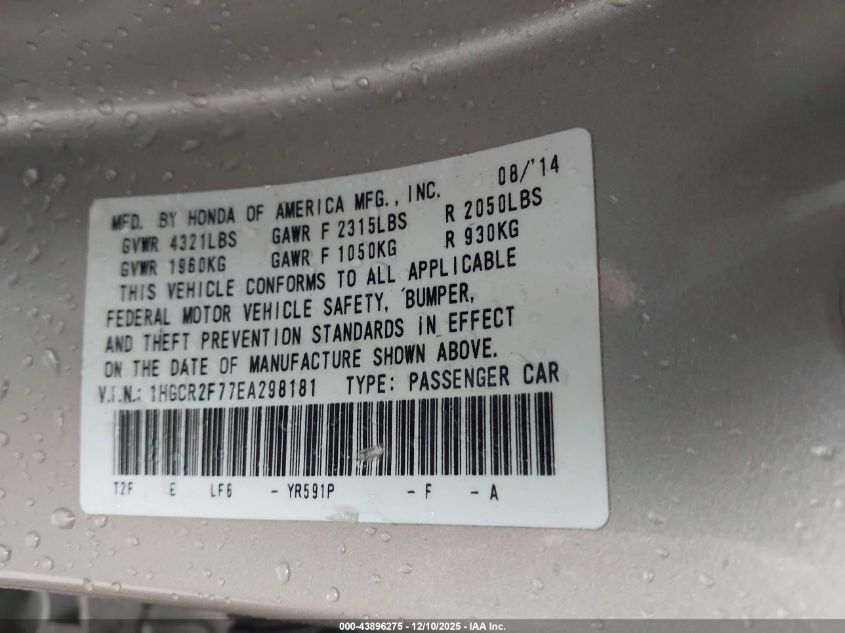 08/'14
MFD. BY HONDA OF AMERICA MFG., INC.
GVWR 4321LBS GAWR F 2315LBS R 2050LBS
GVWR 1960KG GAWR F 1050KG R 930KG
THIS VEHICLE CONFORMS TO ALL APPLICABLE
FEDERAL MOTOR VEHICLE SAFETY, BUMPER,
AND THEFT PREVENTION STANDARDS IN EFFECT
ON THE DATE OF MANUFACTURE SHOWN ABOVE.
V.I.N.: 1HGCR2F77EA298181 TYPE: PASSENGER CAR
T2F E LF6 - YR591P - F - A
000-43896275 — 12/10/2025 — IAA Inc.